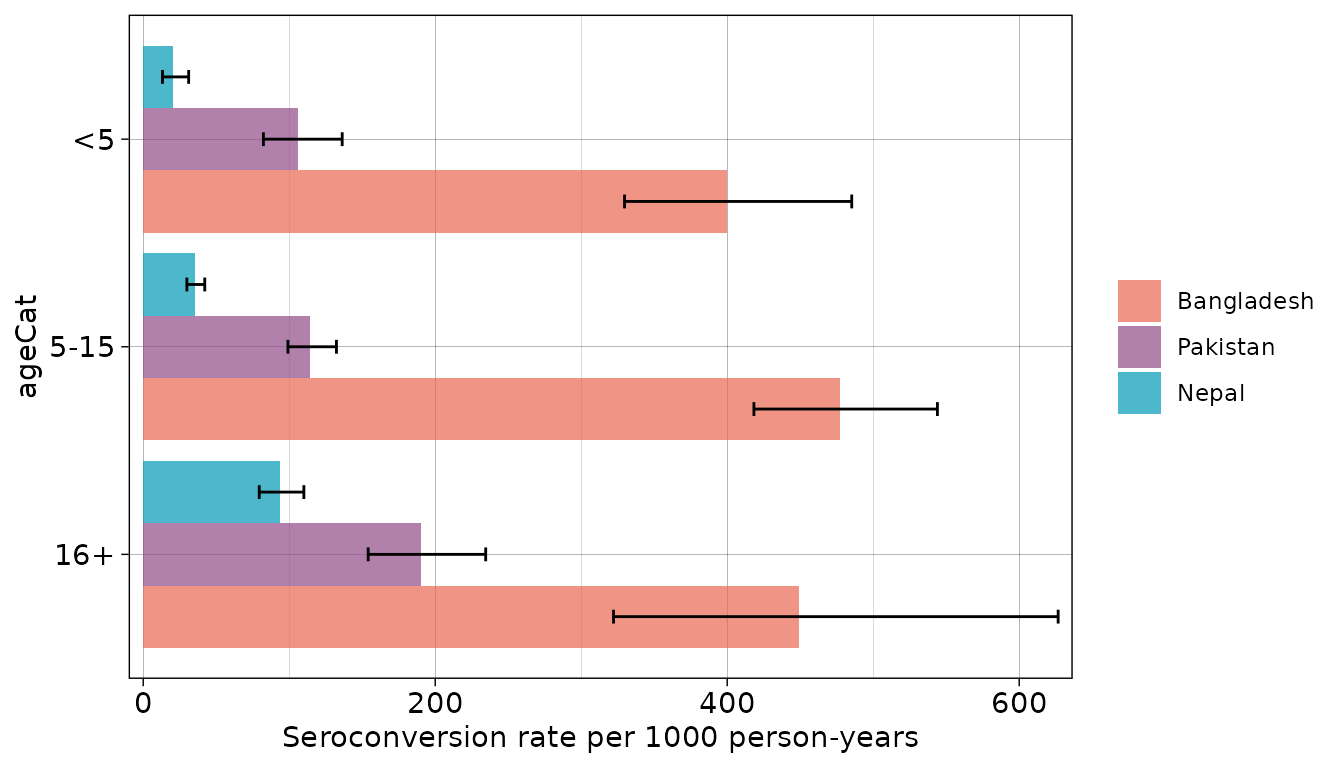 <5
5-15
16+
ageCat
0 200 400 600
Seroconversion rate per 1000 person-years
Bangladesh
Pakistan
Nepal